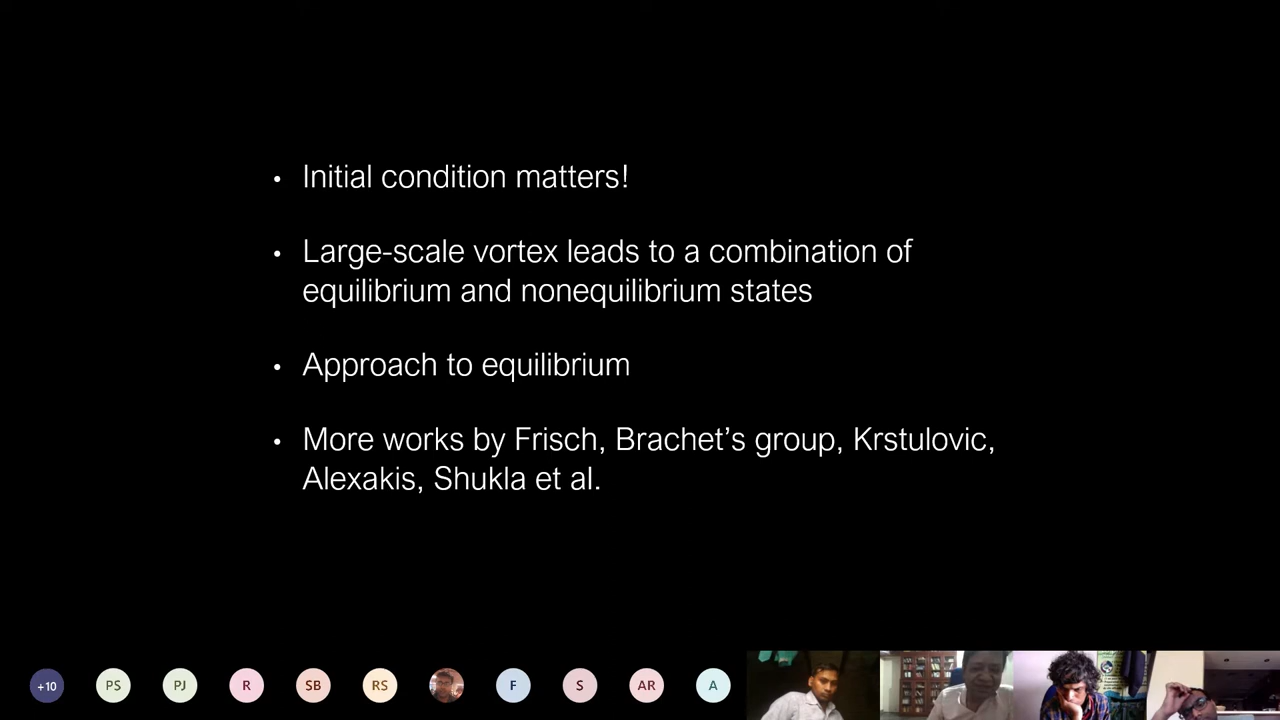 • Initial condition matters!
• Large-scale vortex leads to a combination of
equilibrium and nonequilibrium states
• Approach to equilibrium
• More works by Frisch, Brachet’s group, Krstulovic,
Alexakis, Shukla et al.
+10 PS PJ R SB RS F S AR A